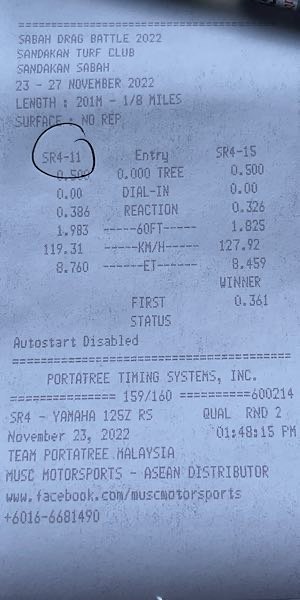 ========================================
SABAH DRAG BATTLE 2022
SANDAKAN TURF CLUB
SANDAKAN SABAH
23 - 27 NOVEMBER 2022
LENGTH : 201M - 1/8 MILES
SURFACE : NO REP
SR4-11 Entry SR4-15
0.500 0.000 TREE 0.500
0.00 DIAL-IN 0.00
0.386 REACTION 0.326
1.983 -----60FT----- 1.825
119.31 -----KM/H----- 127.92
8.760 ------ET------ 8.459
WINNER
FIRST 0.361
STATUS
Autostart Disabled
========================================
PORTATREE TIMING SYSTEMS, INC.
=============== 159/160 ==========600214
SR4 - YAMAHA 125Z RS QUAL RND 2
November 23, 2022 01:48:15 PM
TEAM PORTATREE MALAYSIA
MUSC MOTORSPORTS - ASEAN DISTRIBUTOR
www.facebook.com/muscmotorsports
+6016-6681490